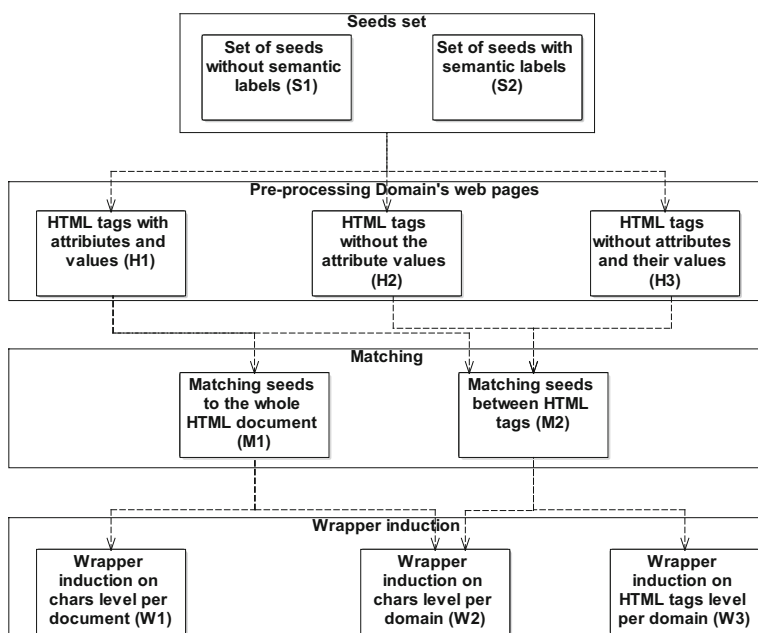 Seeds set
Set of seeds
without semantic
labels (S1)
Set of seeds with
semantic labels
(S2)
Pre-processing Domain's web pages
HTML tags with
attribiutes and
values (H1)
HTML tags
without the
attribute values
(H2)
HTML tags
without attributes
and their values
(H3)
Matching
Matching seeds
to the whole
HTML document
(M1)
Matching seeds
between HTML
tags (M2)
Wrapper induction
Wrapper
induction on
chars level per
document (W1)
Wrapper
induction on
chars level per
domain (W2)
Wrapper
induction on
HTML tags level
per domain (W3)